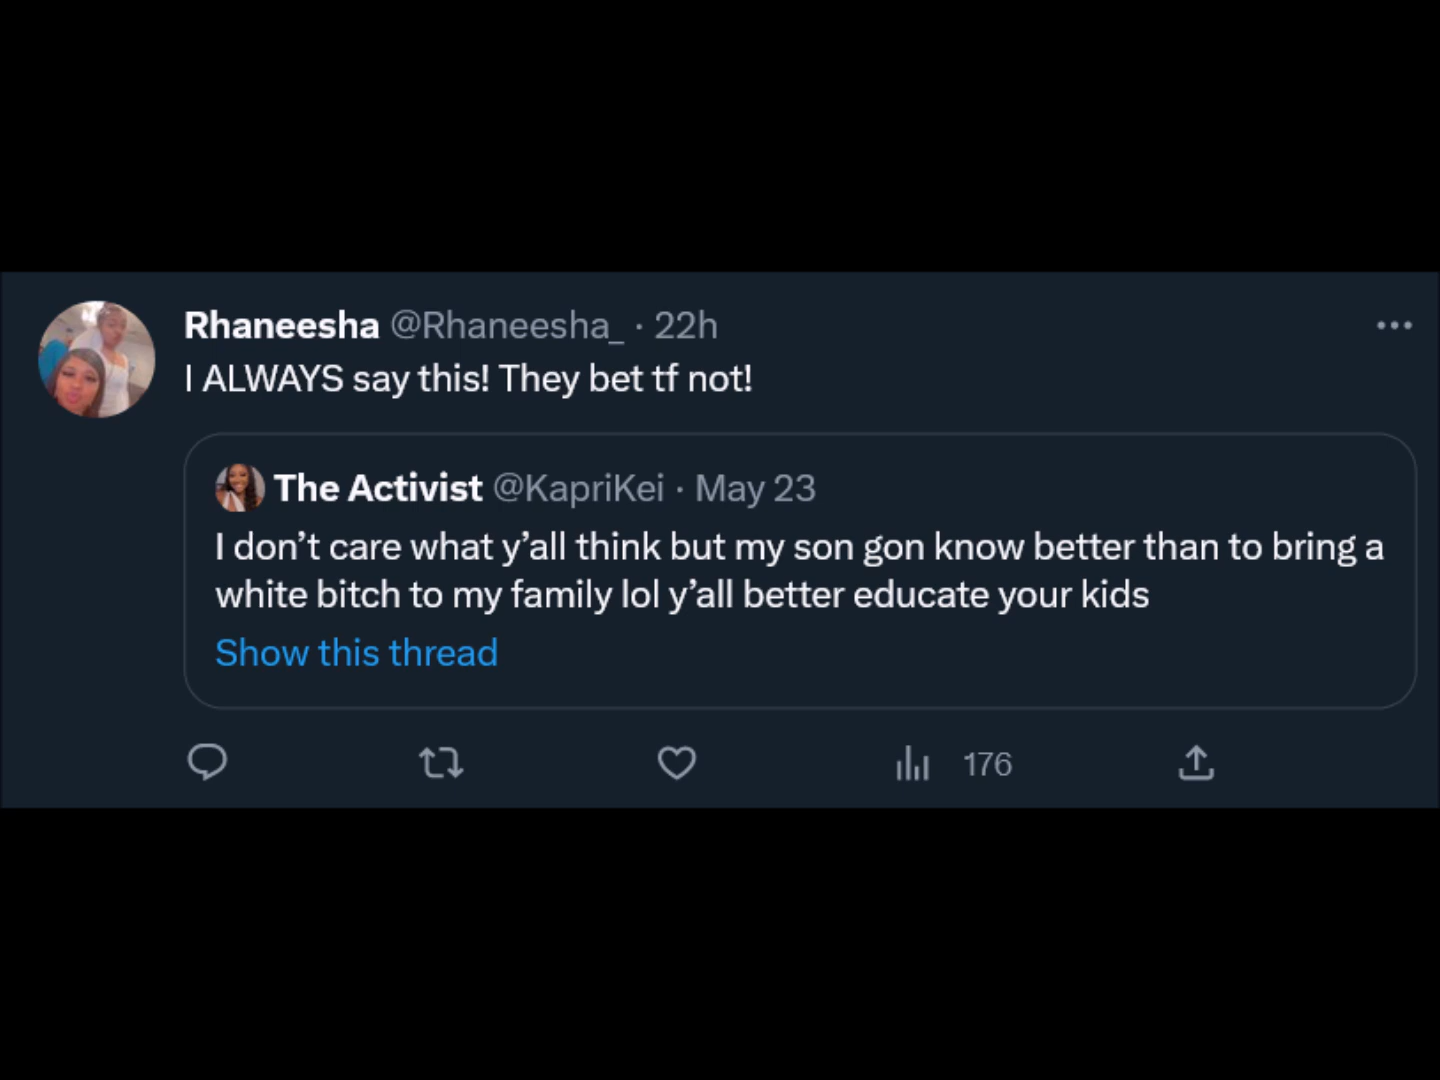 Rhaneesha @Rhaneesha_ · 22h
I ALWAYS say this! They bet tf not!
The Activist @KapriKei · May 23
I don’t care what y’all think but my son gon know better than to bring a
white bitch to my family lol y’all better educate your kids
Show this thread
176